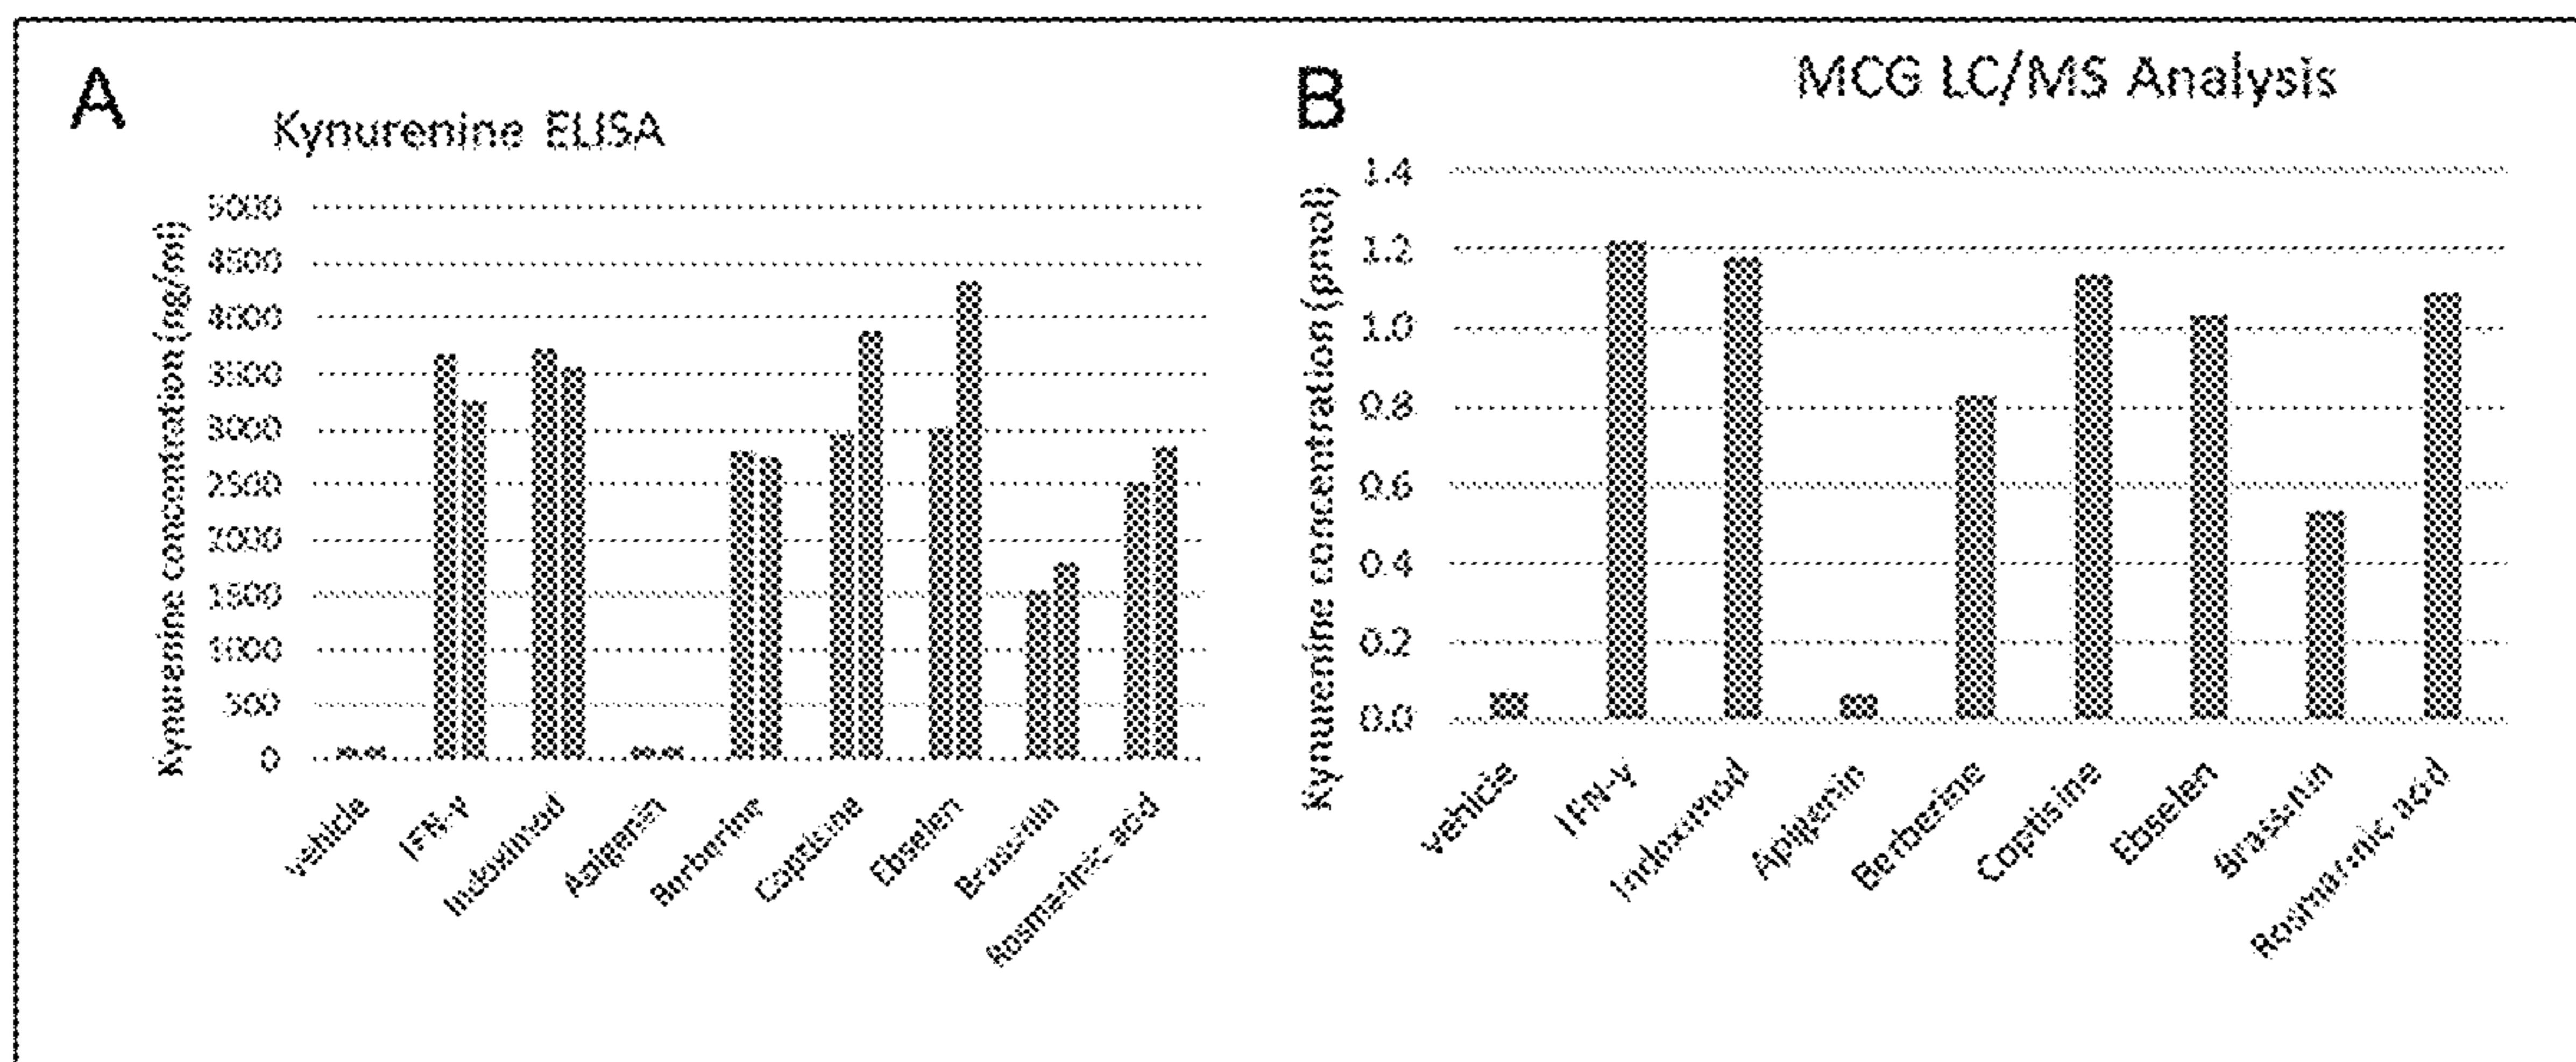 A
Kynurenine ELISA
Kynurenine concentration (ng/ml)
5000
4500
4000
3500
3000
2500
2000
1500
1000
500
0
vehicle
IFN-γ
Indoximod
Apigenin
Berberine
Coptisine
Ebselen
Brassinin
Rosmarinic acid
B
MCG LC/MS Analysis
Kynurenine concentration (pmol)
1.4
1.2
1.0
0.8
0.6
0.4
0.2
0.0
vehicle
IFN-γ
Indoximod
Apigenin
Berberine
Coptisine
Ebselen
Brassinin
Rosmarinic acid